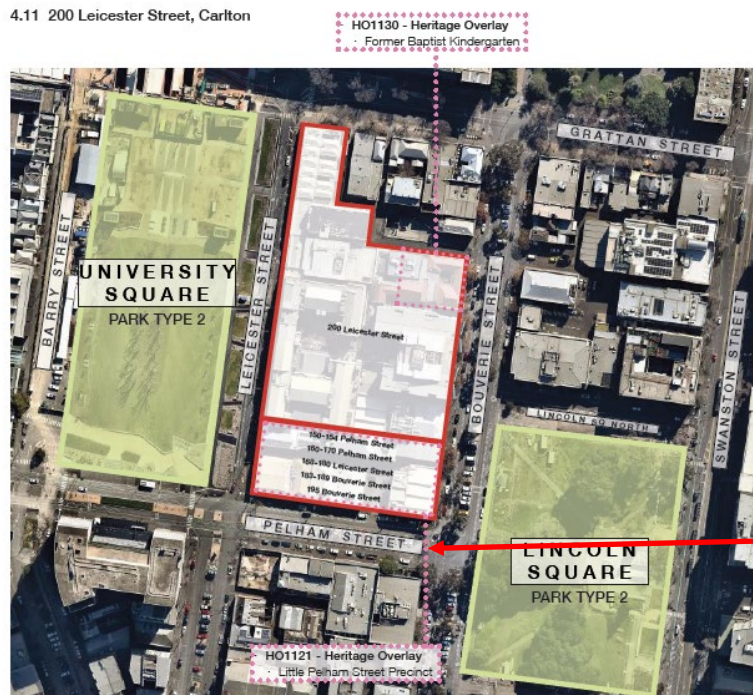 4.11 200 Leicester Street, Carlton
HO1130 - Heritage Overlay
· Former Baptist Kindergarten
GRATTAN STREET
UNIVERSITY
SQUARE
PARK TYPE 2
BARRY STREET
LEICESTER STREET
200 Leicester Street
BOUVERIE STREET
SWANSTON STREET
LINCOLN SQ NORTH
150-154 Pelham Street
160-170 Pelham Street
168-180 Leicester Street
183-189 Bouverie Street
195 Bouverie Street
PELHAM STREET
LINCOLN
SQUARE
PARK TYPE 2
HO1121 - Heritage Overlay
· Little Pelham Street Precinct